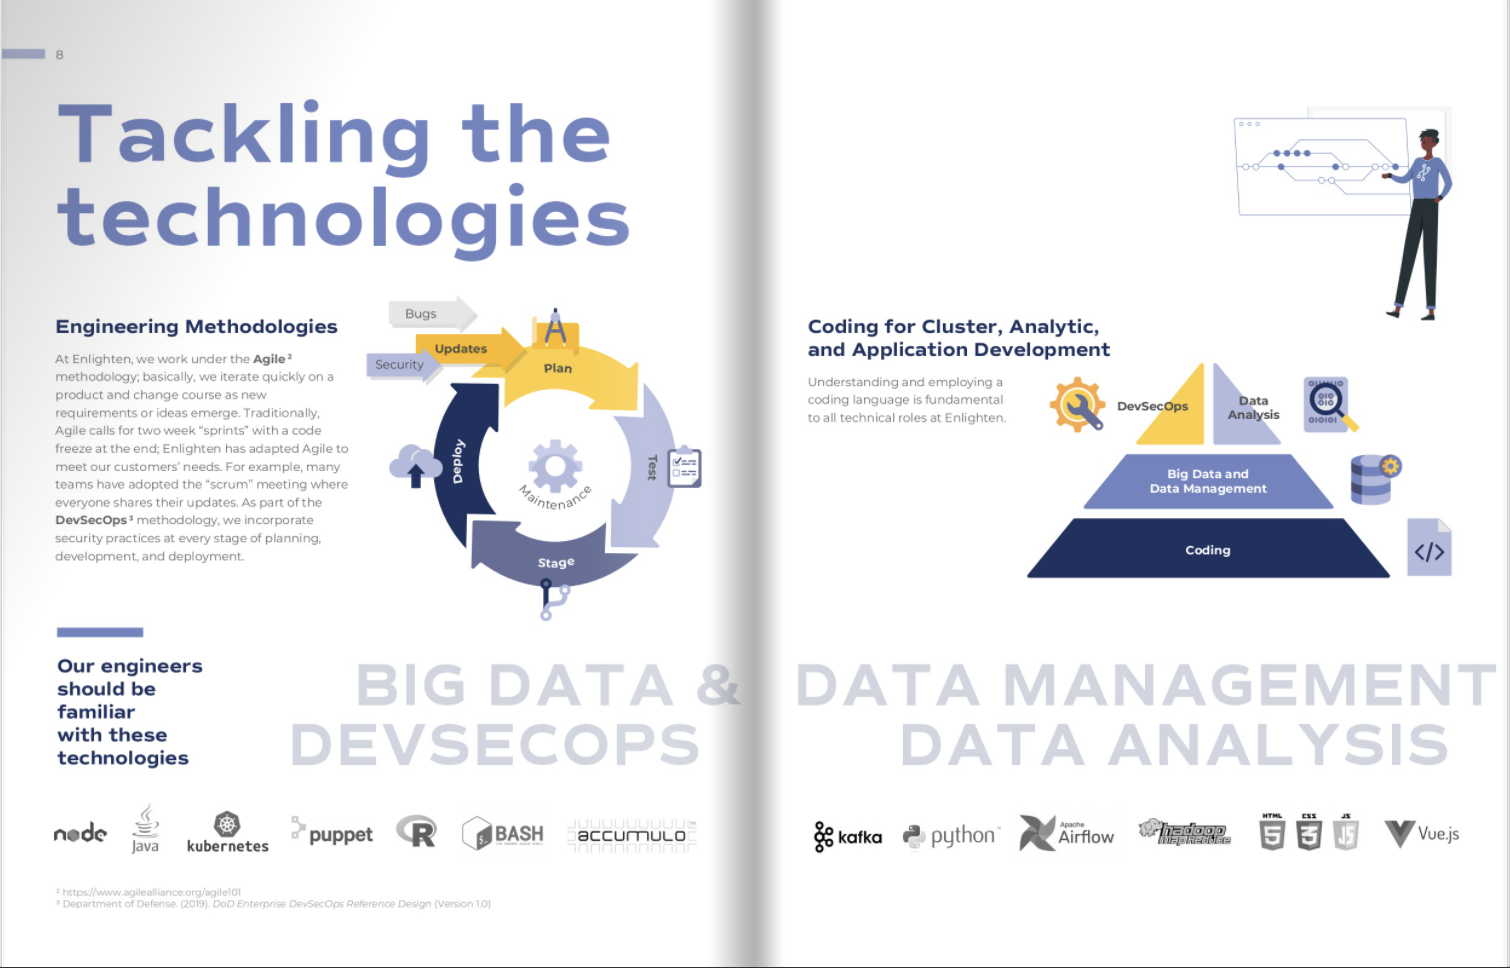 8
Tackling the
technologies
Engineering Methodologies
At Enlighten, we work under the Agile ²
methodology; basically, we iterate quickly on a
product and change course as new
requirements or ideas emerge. Traditionally,
Agile calls for two week “sprints” with a code
freeze at the end; Enlighten has adapted Agile to
meet our customers’ needs. For example, many
teams have adopted the “scrum” meeting where
everyone shares their updates. As part of the
DevSecOps ³ methodology, we incorporate
security practices at every stage of planning,
development, and deployment.
Bugs
Updates
Security
Plan
Test
Stage
Deploy
Maintenance
Our engineers
should be
familiar
with these
technologies
BIG DATA &
DEVSECOPS
node
Java
kubernetes
puppet
R
BASH
accumulo
² https://www.agilealliance.org/agile101
³ Department of Defense. (2019). DoD Enterprise DevSecOps Reference Design (Version 1.0)
Coding for Cluster, Analytic,
and Application Development
Understanding and employing a
coding language is fundamental
to all technical roles at Enlighten.
DevSecOps
Data
Analysis
010
010
010101
Big Data and
Data Management
Coding
</>
DATA MANAGEMENT
DATA ANALYSIS
kafka
python
Apache
Airflow
hadoop
MapReduce
HTML
5
CSS
3
JS
JS
Vue.js